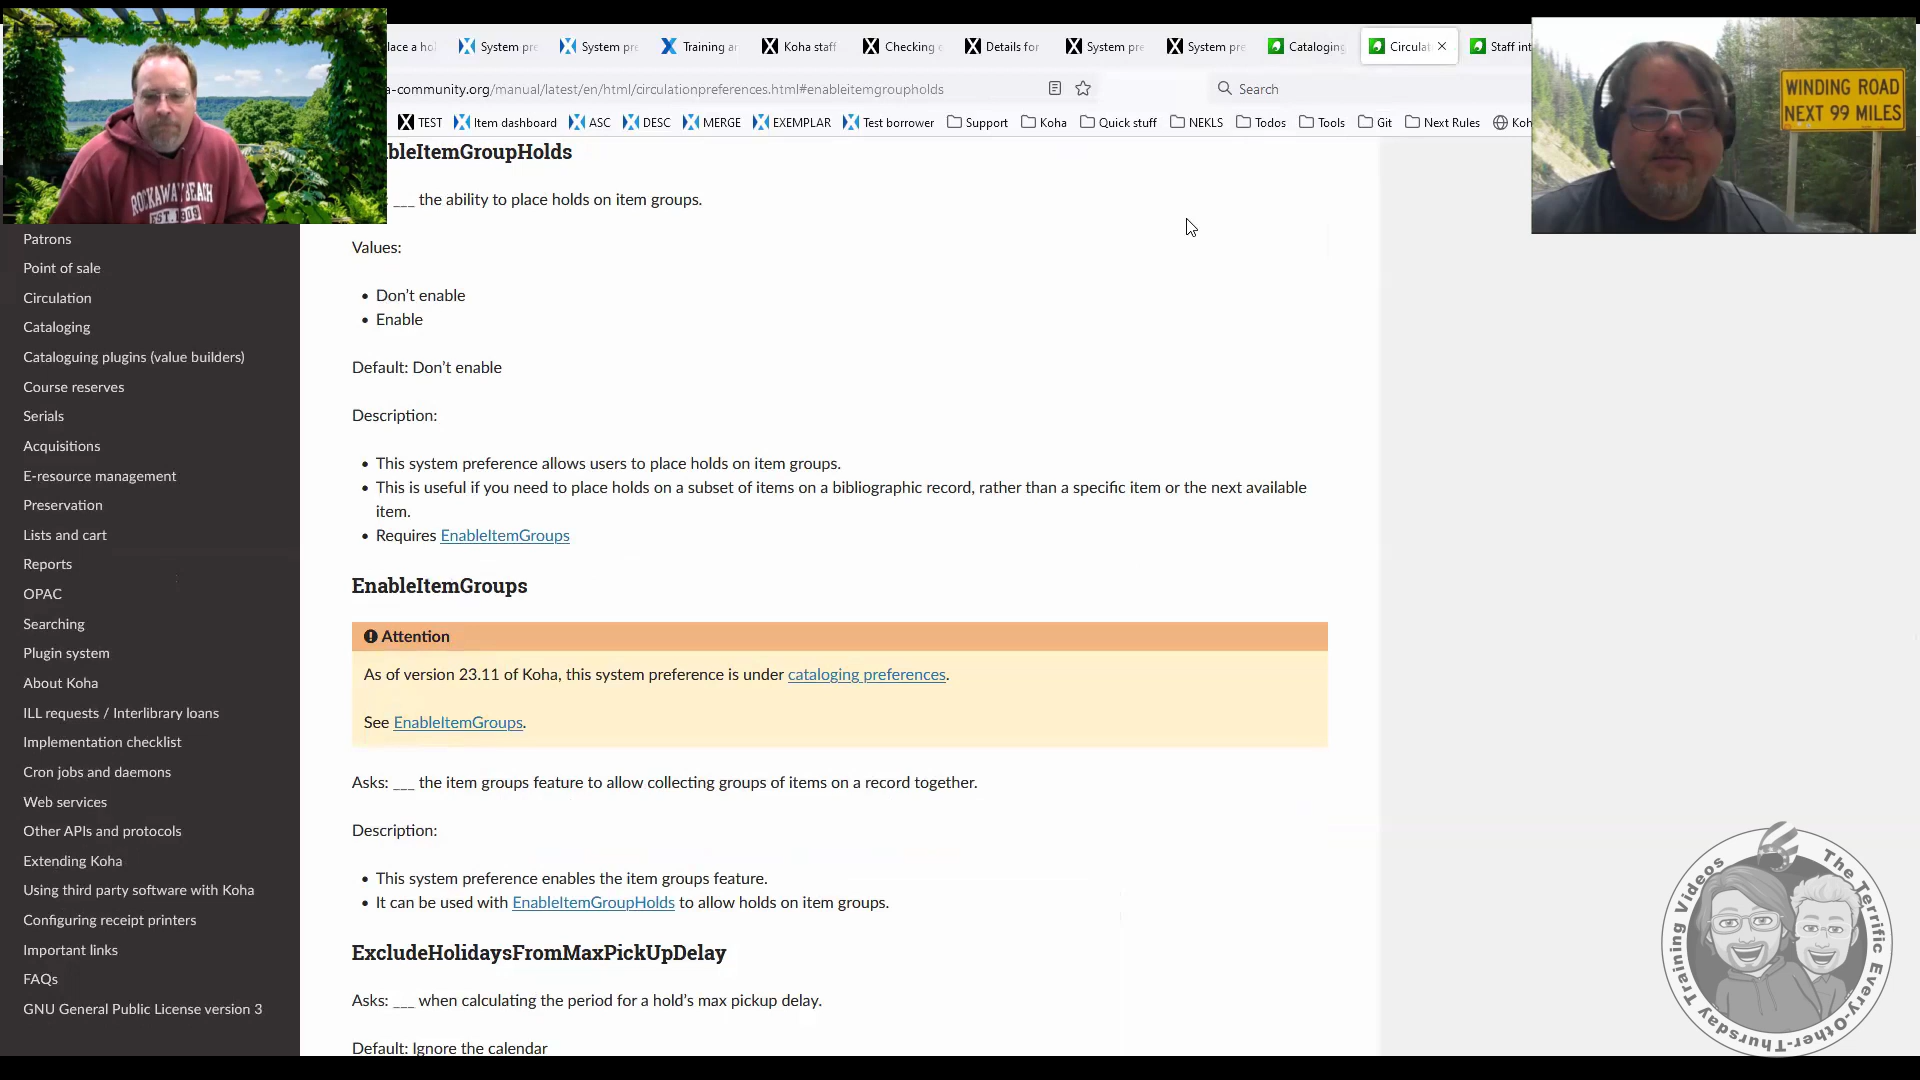 lace a ho
System pre
System pre
Training ar
Koha staff
Checking o
Details for
System pre
System pre
Cataloging
Circulat
Staff int
a-community.org/manual/latest/en/html/circulationpreferences.html#enableitemgroupholds
Search
TEST
Item dashboard
ASC
DESC
MERGE
EXEMPLAR
Test borrower
Support
Koha
Quick stuff
NEKLS
Todos
Tools
Git
Next Rules
Koh
WINDING ROAD
NEXT 99 MILES
ROCKAWAY BEACH
EST. 1909
Patrons
Point of sale
Circulation
Cataloging
Cataloguing plugins (value builders)
Course reserves
Serials
Acquisitions
E-resource management
Preservation
Lists and cart
Reports
OPAC
Searching
Plugin system
About Koha
ILL requests / Interlibrary loans
Implementation checklist
Cron jobs and daemons
Web services
Other APIs and protocols
Extending Koha
Using third party software with Koha
Configuring receipt printers
Important links
FAQs
GNU General Public License version 3
bleItemGroupHolds
: ___ the ability to place holds on item groups.
Values:
• Don’t enable
• Enable
Default: Don’t enable
Description:
• This system preference allows users to place holds on item groups.
• This is useful if you need to place holds on a subset of items on a bibliographic record, rather than a specific item or the next available
item.
• Requires EnableItemGroups
EnableItemGroups
Attention
As of version 23.11 of Koha, this system preference is under cataloging preferences.
See EnableItemGroups.
Asks: ___ the item groups feature to allow collecting groups of items on a record together.
Description:
• This system preference enables the item groups feature.
• It can be used with EnableItemGroupHolds to allow holds on item groups.
ExcludeHolidaysFromMaxPickUpDelay
Asks: ___ when calculating the period for a hold’s max pickup delay.
Default: Ignore the calendar
The Terrific Every-Other-Thursday Training Videos